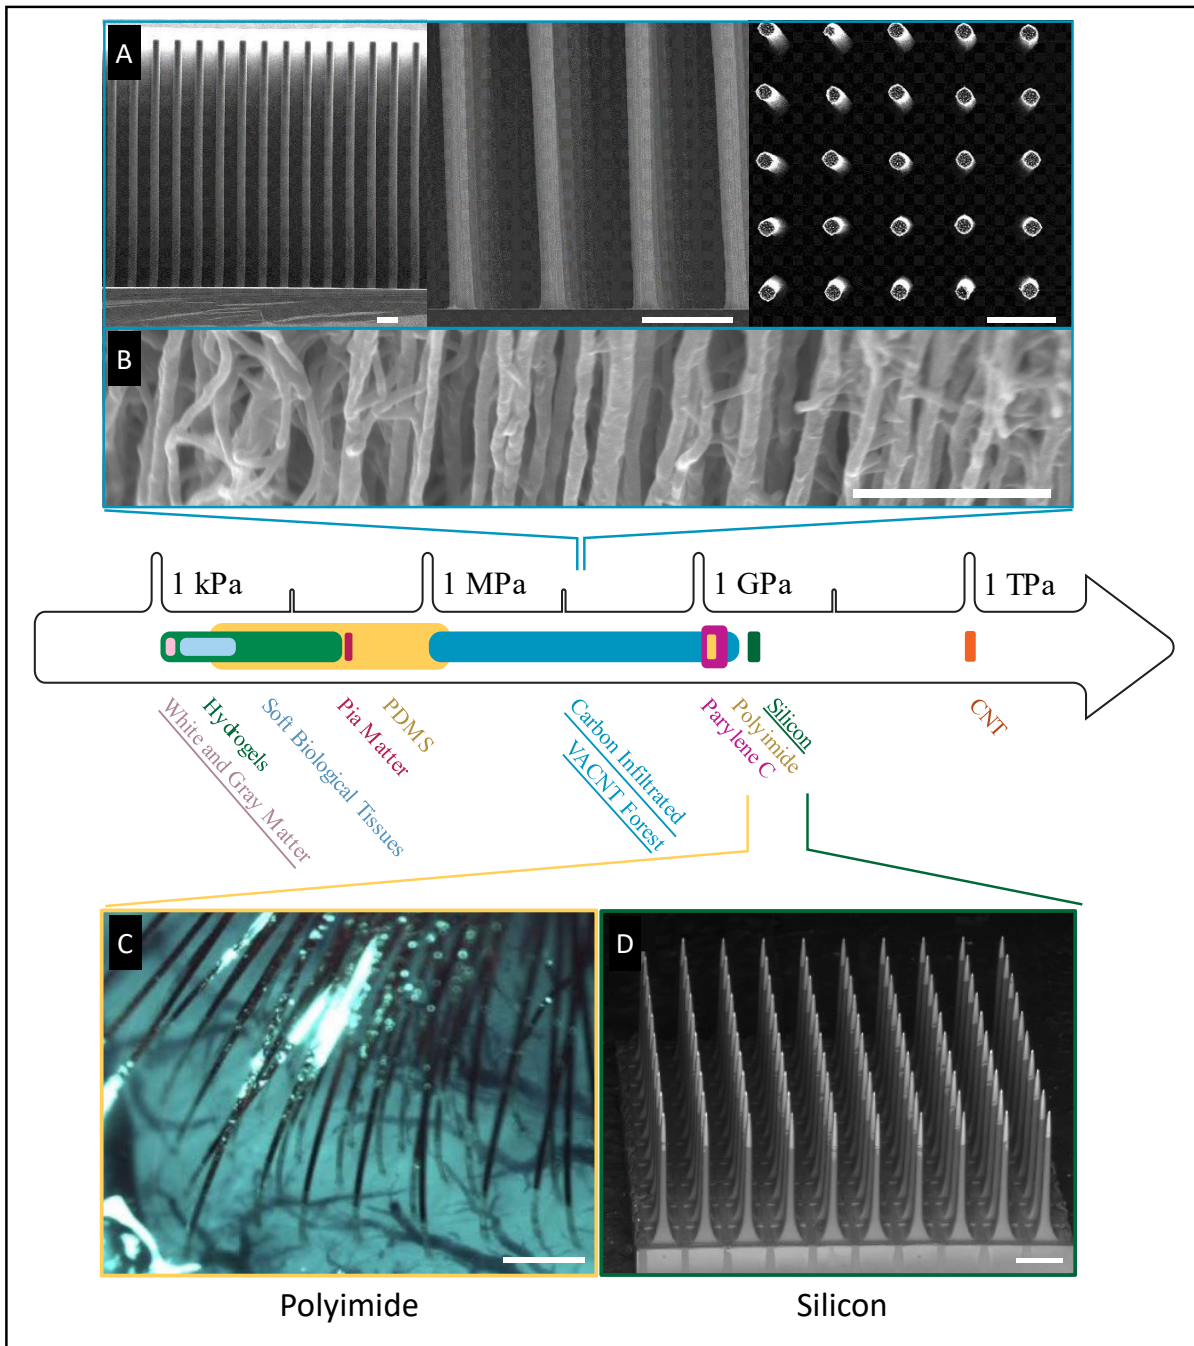 A
B
1 kPa
1 MPa
1 GPa
1 TPa
White and Gray Matter
Hydrogels
Soft Biological Tissues
Pia Matter
PDMS
Carbon Infiltrated
VACNT Forest
Parylene C
Polyimide
Silicon
CNT
C
D
Polyimide
Silicon